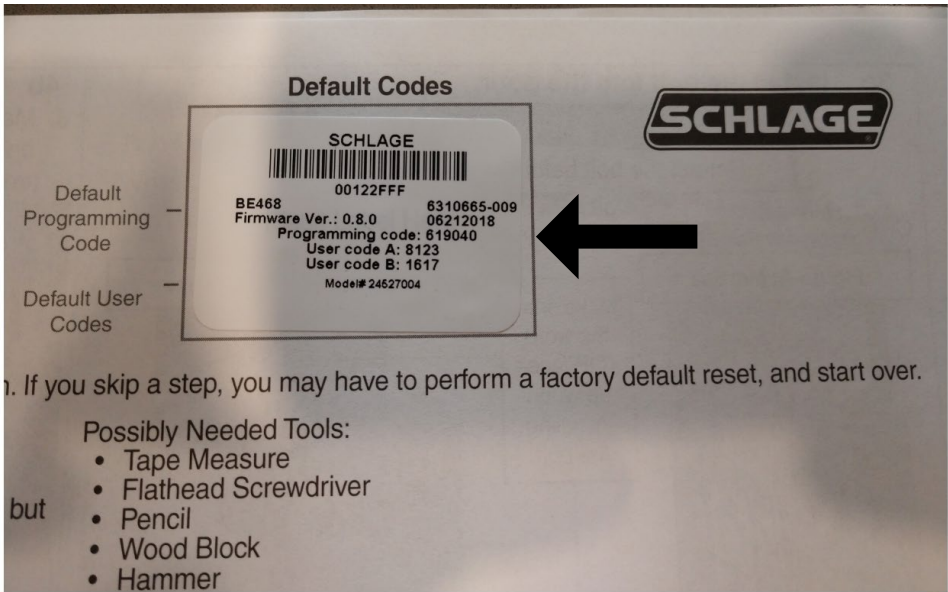 Default Codes
SCHLAGE
SCHLAGE
00122FFF
BE468 6310665-009
Firmware Ver.: 0.8.0 06212018
Programming code: 619040
User code A: 8123
User code B: 1617
Model# 24527004
Default
Programming
Code
Default User
Codes
. If you skip a step, you may have to perform a factory default reset, and start over.
but
Possibly Needed Tools:
• Tape Measure
• Flathead Screwdriver
• Pencil
• Wood Block
• Hammer